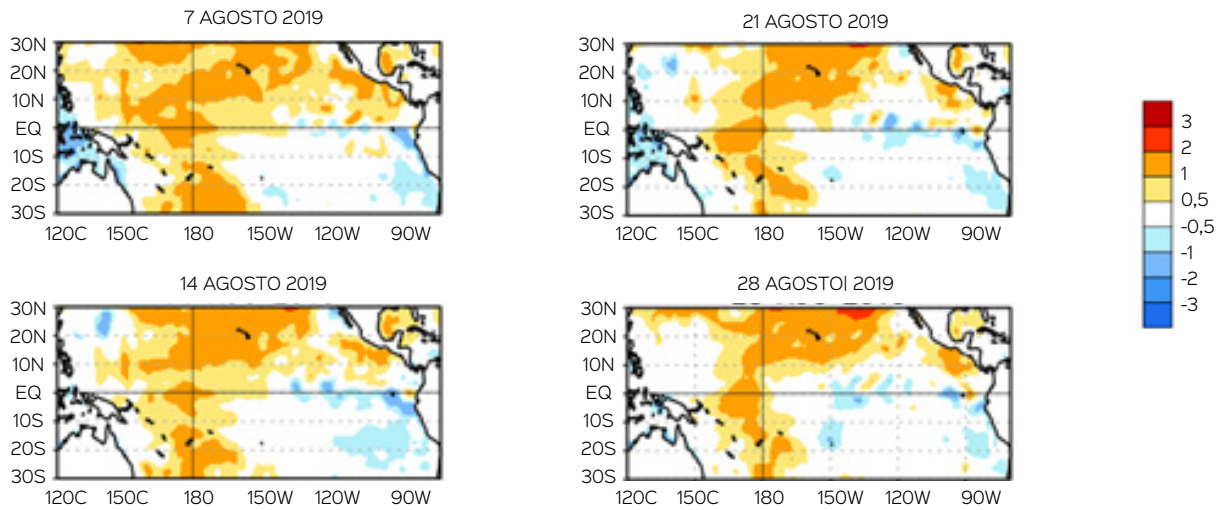 7 AGOSTO 2019
30N
20N
10N
EQ
10S
20S
30S
120C 150C 180 150W 120W 90W
21 AGOSTO 2019
30N
20N
10N
EQ
10S
20S
30S
120C 150C 180 150W 120W 90W
14 AGOSTO 2019
30N
20N
10N
EQ
10S
20S
30S
120C 150C 180 150W 120W 90W
28 AGOSTO| 2019
30N
20N
10N
EQ
10S
20S
30S
120C 150C 180 150W 120W 90W
3
2
1
0,5
-0,5
-1
-2
-3